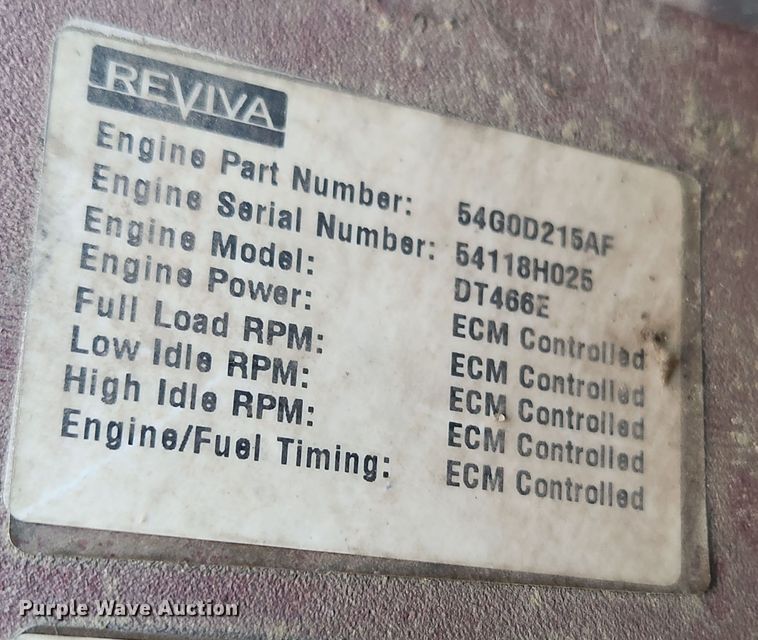 REVIVA
Engine Part Number: 54G0D215AF
Engine Serial Number: 54118H025
Engine Model: DT466E
Engine Power: ECM Controlled
Full Load RPM: ECM Controlled
Low Idle RPM: ECM Controlled
High Idle RPM: ECM Controlled
Engine/Fuel Timing: ECM Controlled
Purple Wave Auction